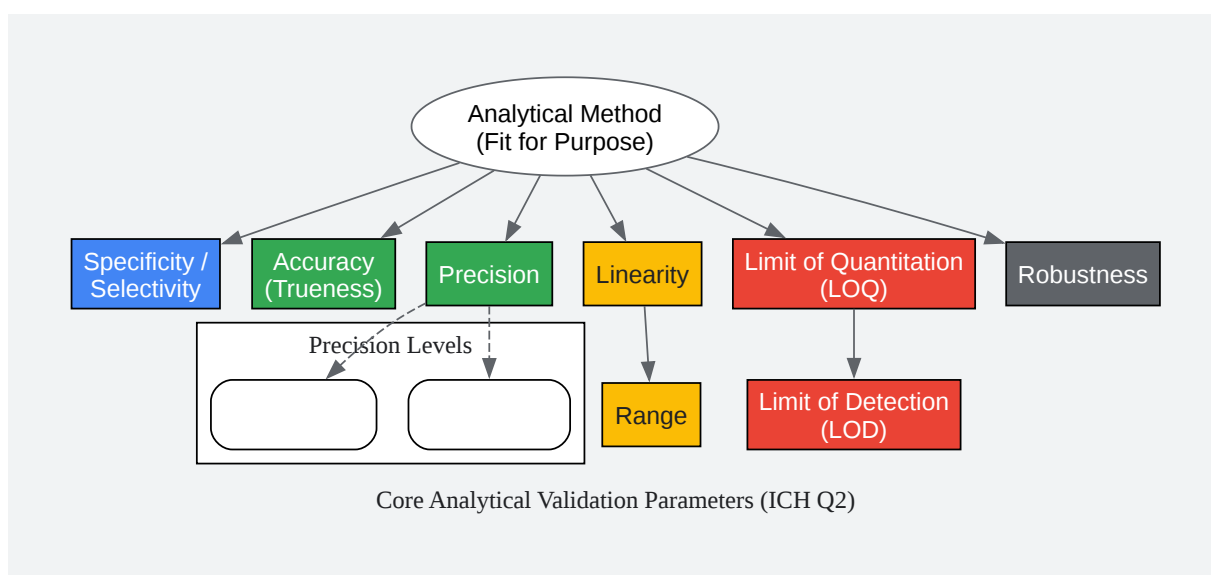 Analytical Method
(Fit for Purpose)
Specificity /
Selectivity
Accuracy
(Trueness)
Precision
Linearity
Limit of Quantitation
(LOQ)
Robustness
Precision Levels
Range
Limit of Detection
(LOD)
Core Analytical Validation Parameters (ICH Q2)